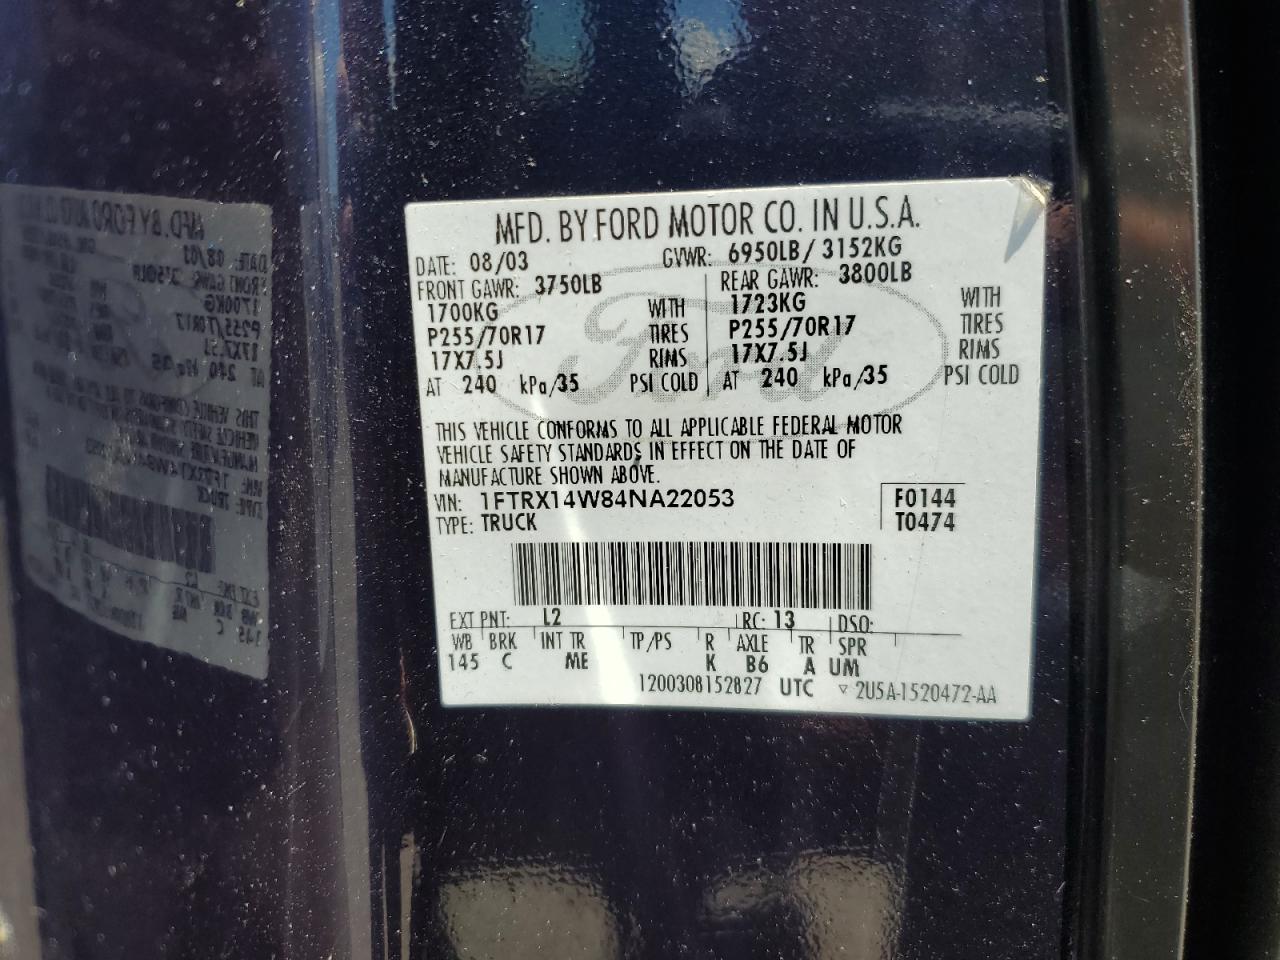 MFD. BY FORD MOTOR CO. IN U.S.A.
DATE: 08/03 GVWR: 6950LB/ 3152KG
FRONT GAWR: 3750LB REAR GAWR: 3800LB
1700KG WITH 1723KG WITH
P255/70R17 TIRES P255/70R17 TIRES
17X7.5J RIMS 17X7.5J RIMS
AT 240 kPa/35 PSI COLD AT 240 kPa/35 PSI COLD
Ford
THIS VEHICLE CONFORMS TO ALL APPLICABLE FEDERAL MOTOR
VEHICLE SAFETY STANDARDS IN EFFECT ON THE DATE OF
MANUFACTURE SHOWN ABOVE.
VIN: 1FTRX14W84NA22053 F0144
TYPE: TRUCK T0474
EXT PNT: L2 RC: 13 DSO:
WB BRK INT TR TP/PS R AXLE TR SPR
145 C ME K B6 A UM
1200308152827 UTC ▽ 2U5A-1520472-AA